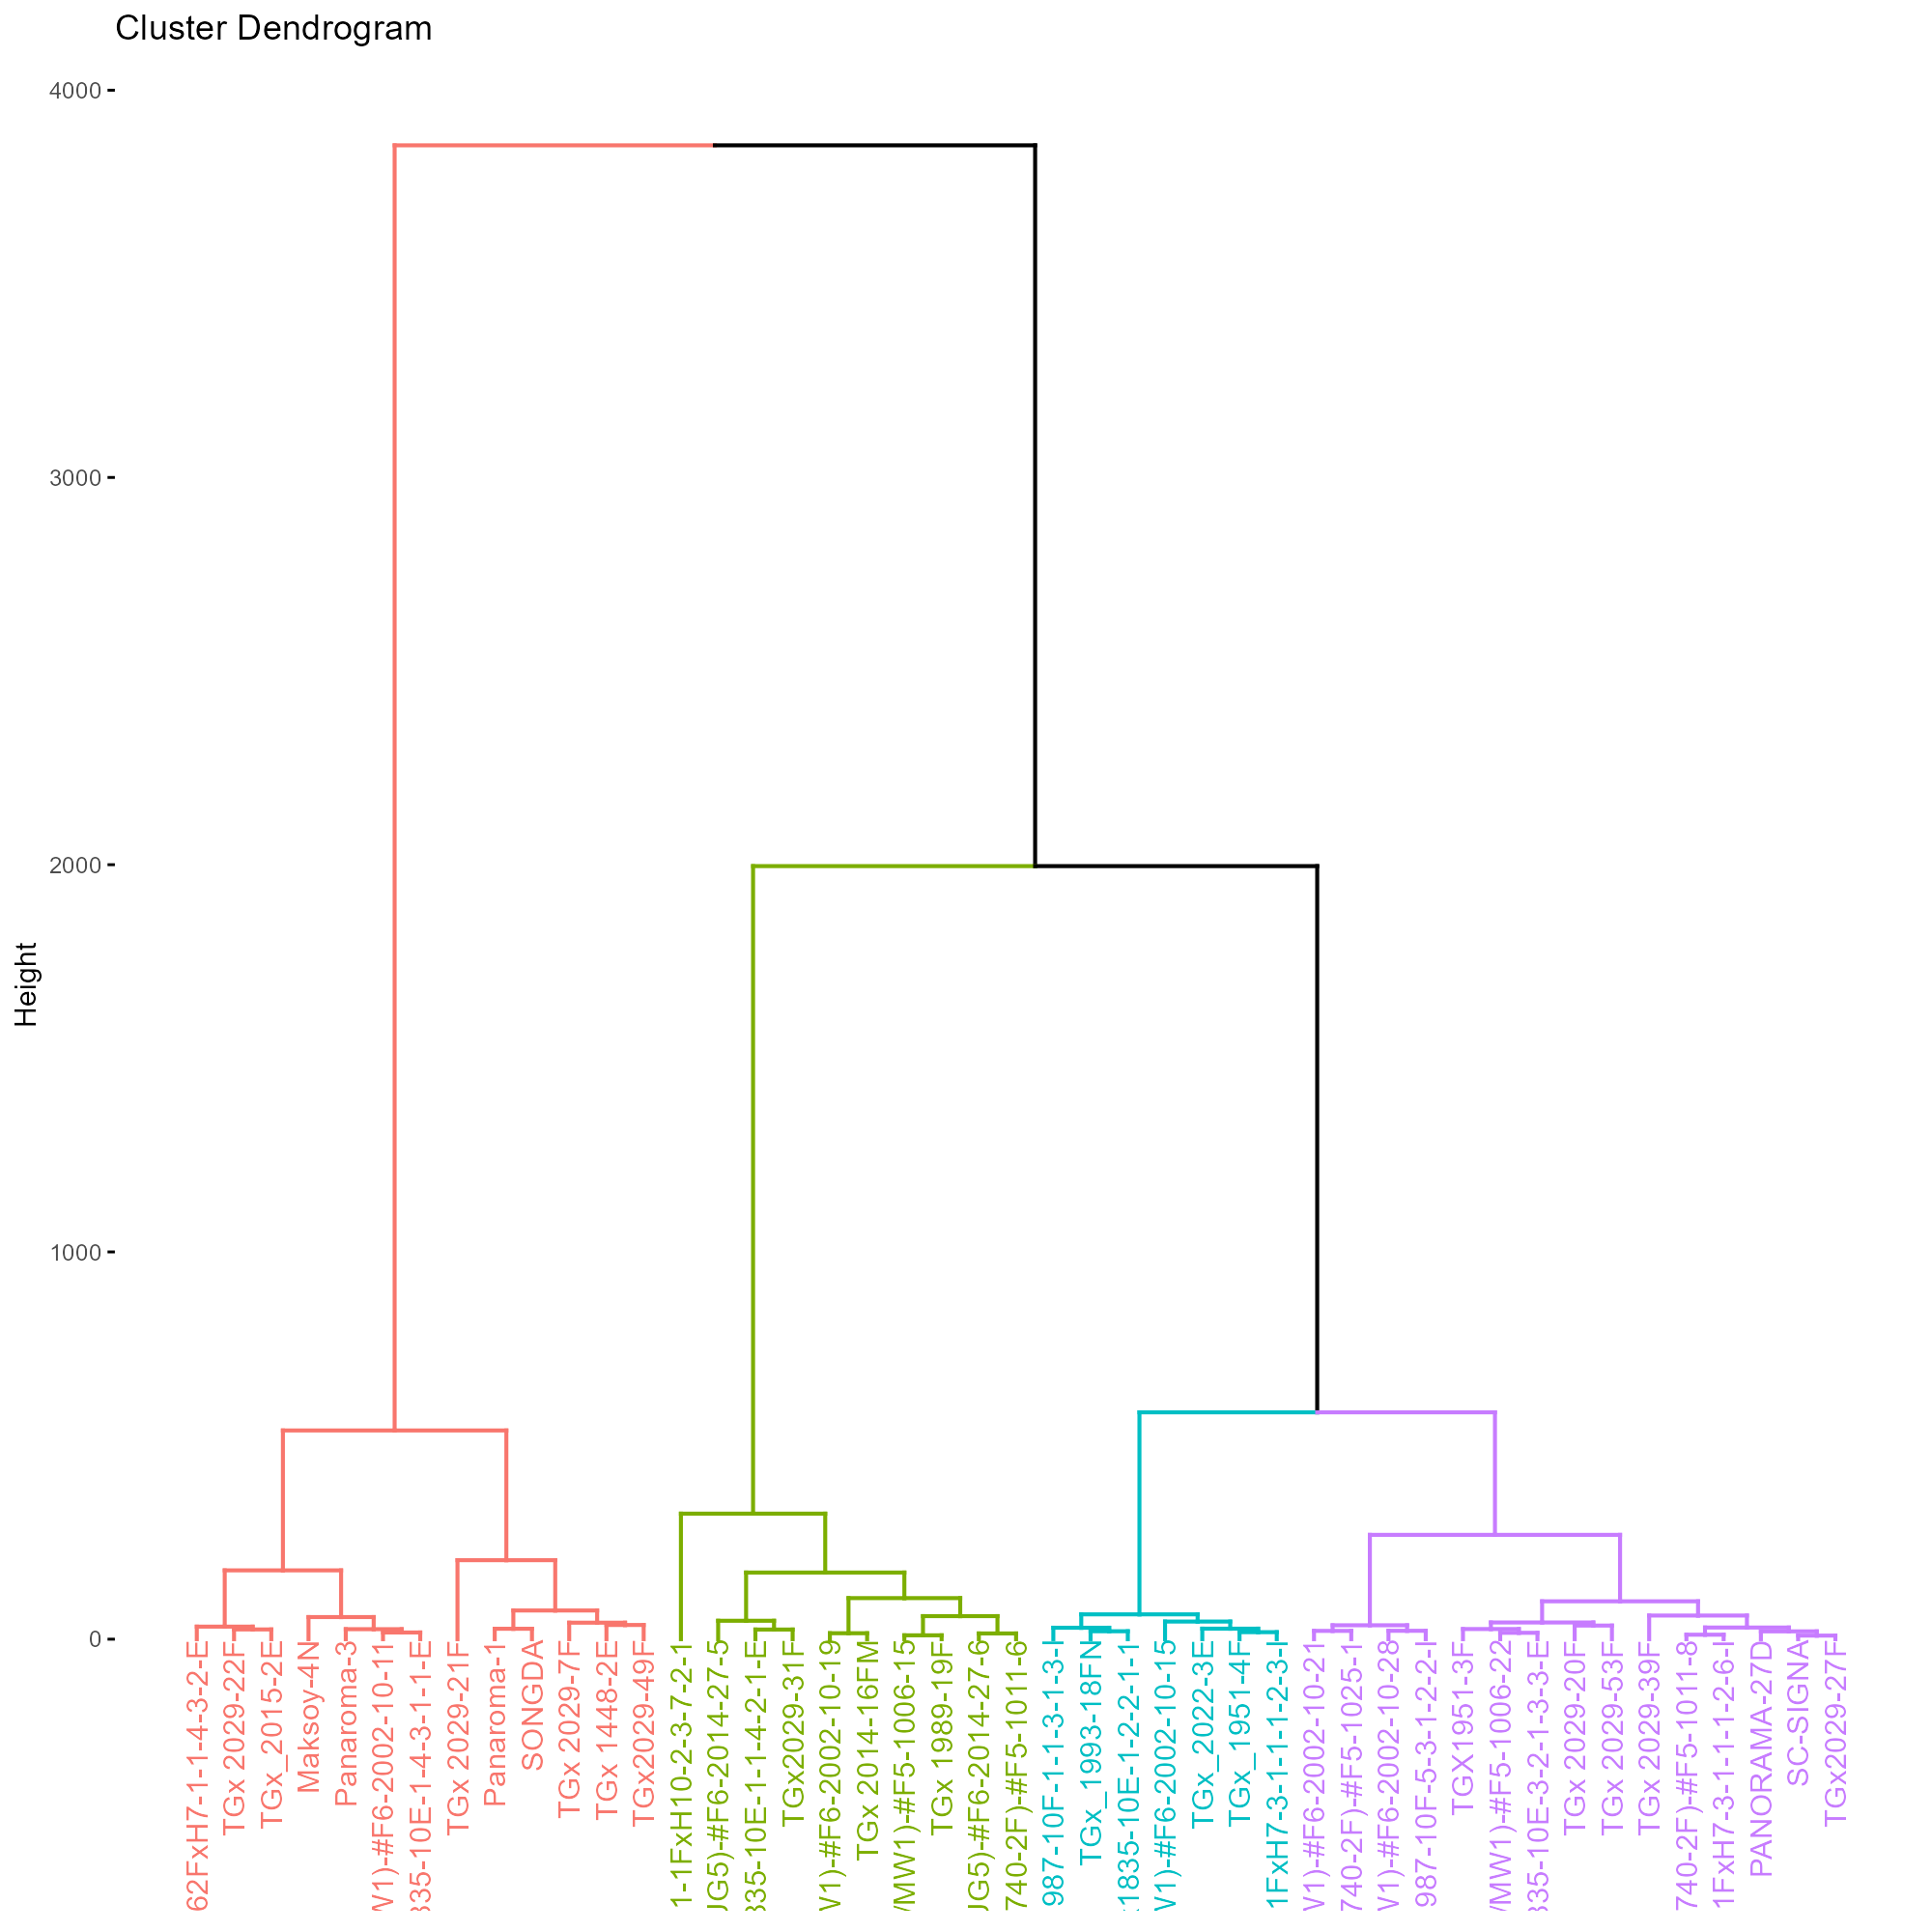 Cluster Dendrogram
4000
3000
2000
1000
0
Height
62FxH7-1-1-14-3-2-E
TGx 2029-22F
TGx_2015-2E
Maksoy-4N
Panaroma-3
V1)-#F6-2002-10-11
335-10E-1-4-3-1-1-E
TGx 2029-21F
Panaroma-1
SONGDA
TGx 2029-7F
TGx 1448-2E
TGx2029-49F
1-1FxH10-2-3-7-2-1
JG5)-#F6-2014-27-5
335-10E-1-1-4-2-1-E
TGx2029-31F
V1)-#F6-2002-10-19
TGx 2014-16FM
MW1)-#F5-1006-15
TGx 1989-19F
JG5)-#F6-2014-27-6
740-2F)-#F5-1011-6
987-10F-1-1-3-1-3-I
TGx_1993-18FN
1835-10E-1-2-2-1-1
V1)-#F6-2002-10-15
TGx_2022-3E
TGx_1951-4F
1FxH7-3-1-1-1-2-3-I
V1)-#F6-2002-10-21
740-2F)-#F5-1025-1
V1)-#F6-2002-10-28
987-10F-5-3-1-2-2-I
TGX1951-3F
MW1)-#F5-1006-22
335-10E-3-2-1-3-3-E
TGx 2029-20F
TGx 2029-53F
TGx 2029-39F
740-2F)-#F5-1011-8
1FxH7-3-1-1-1-2-6-I
PANORAMA-27D
SC-SIGNA
TGx2029-27F